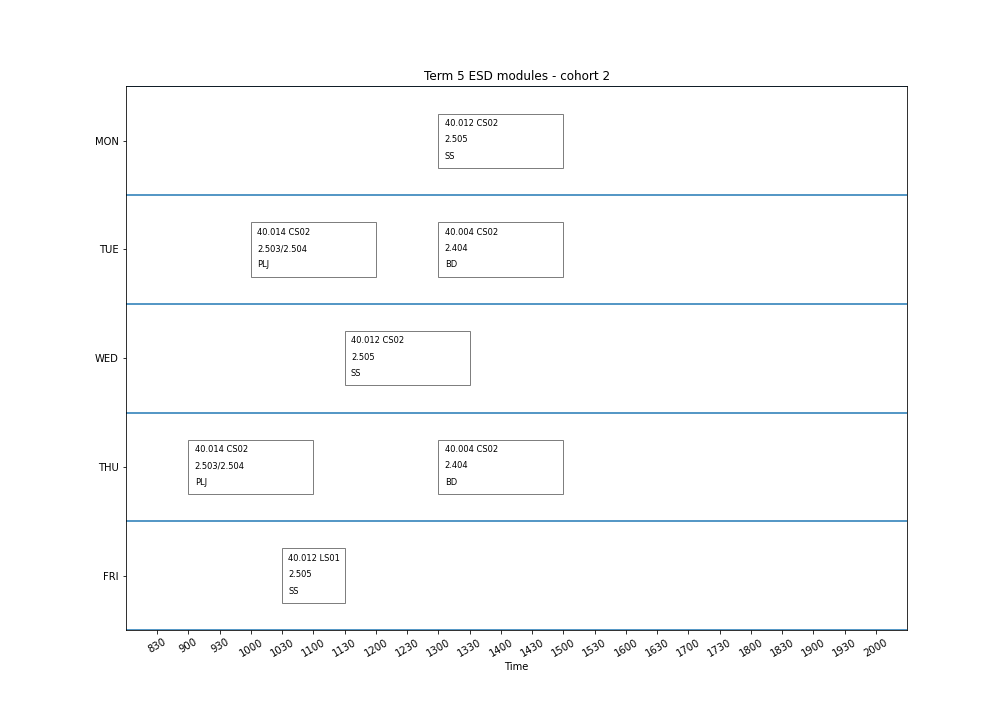 Term 5 ESD modules - cohort 2
MON
40.012 CS02
2.505
SS
TUE
40.014 CS02
2.503/2.504
PLJ
40.004 CS02
2.404
BD
WED
40.012 CS02
2.505
SS
THU
40.014 CS02
2.503/2.504
PLJ
40.004 CS02
2.404
BD
FRI
40.012 LS01
2.505
SS
830 900 930 1000 1030 1100 1130 1200 1230 1300 1330 1400 1430 1500 1530 1600 1630 1700 1730 1800 1830 1900 1930 2000
Time